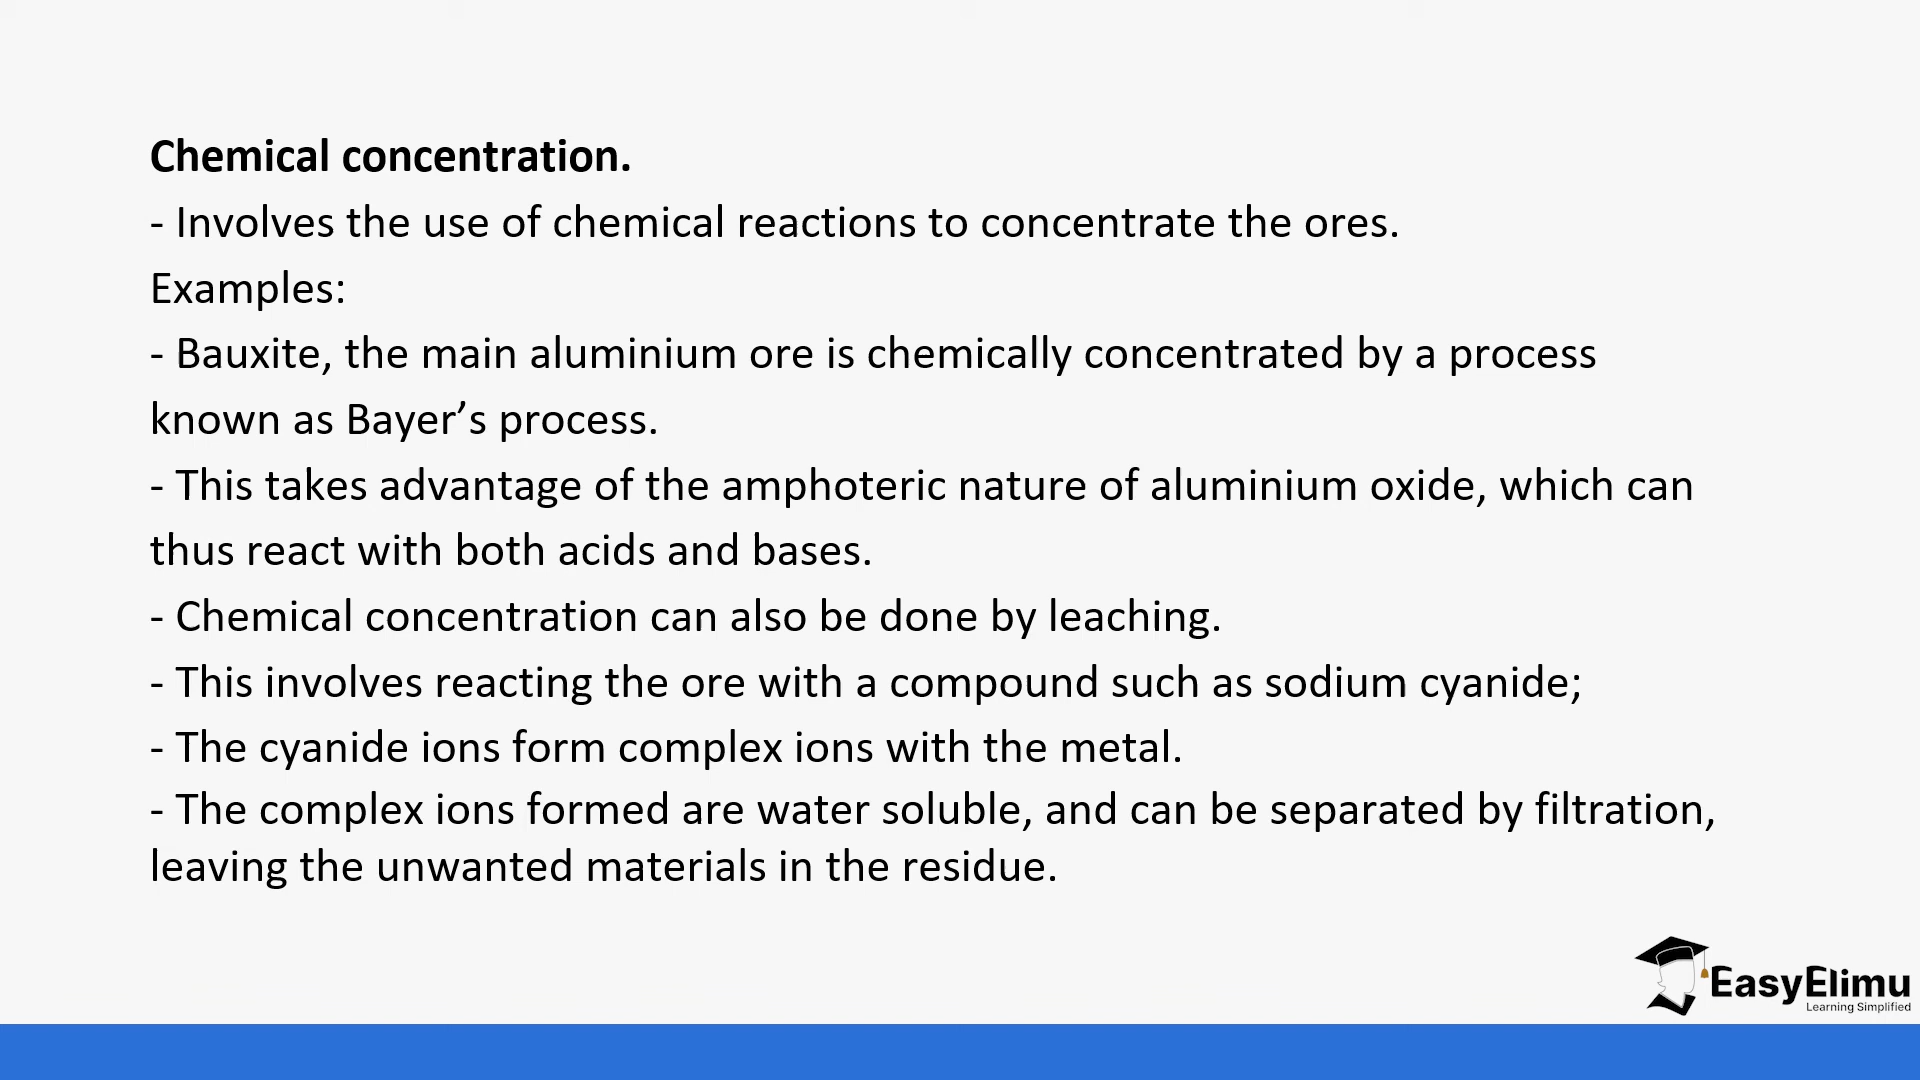 Chemical concentration.
- Involves the use of chemical reactions to concentrate the ores.
Examples:
- Bauxite, the main aluminium ore is chemically concentrated by a process
known as Bayer’s process.
- This takes advantage of the amphoteric nature of aluminium oxide, which can
thus react with both acids and bases.
- Chemical concentration can also be done by leaching.
- This involves reacting the ore with a compound such as sodium cyanide;
- The cyanide ions form complex ions with the metal.
- The complex ions formed are water soluble, and can be separated by filtration,
leaving the unwanted materials in the residue.
EasyElimu
Learning Simplified